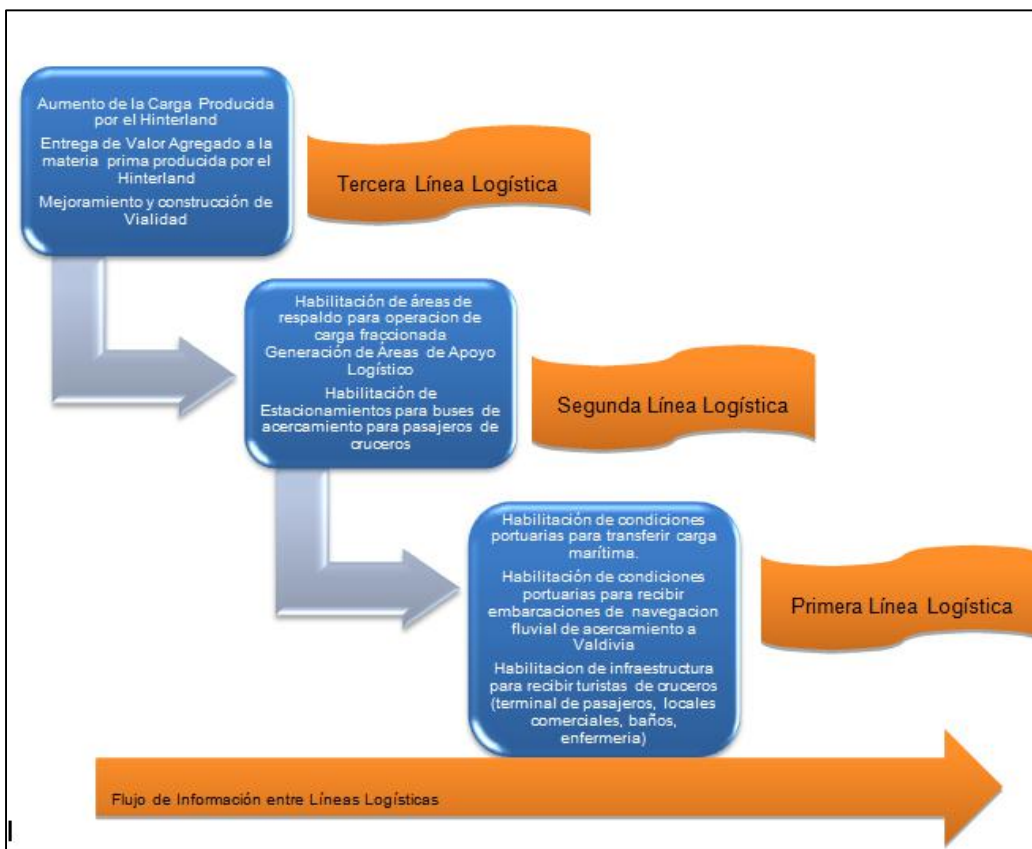 Aumento de la Carga Producida
por el Hinterland
Entrega de Valor Agregado a la
materia prima producida por el
Hinterland
Mejoramiento y construcción de
Vialidad
Tercera Línea Logística
Habilitación de áreas de
respaldo para operacion de
carga fraccionada
Generación de Áreas de Apoyo
Logístico
Habilitación de
Estacionamientos para buses de
acercamiento para pasajeros de
cruceros
Segunda Línea Logística
Habilitación de condiciones
portuarias para transferir carga
marítima.
Habilitación de condiciones
portuarias para recibir
embarcaciones de navegacion
fluvial de acercamiento a
Valdivia
Habilitacion de infraestructura
para recibir turistas de cruceros
(terminal de pasajeros, locales
comerciales, baños,
enfermeria)
Primera Línea Logística
Flujo de Información entre Líneas Logísticas